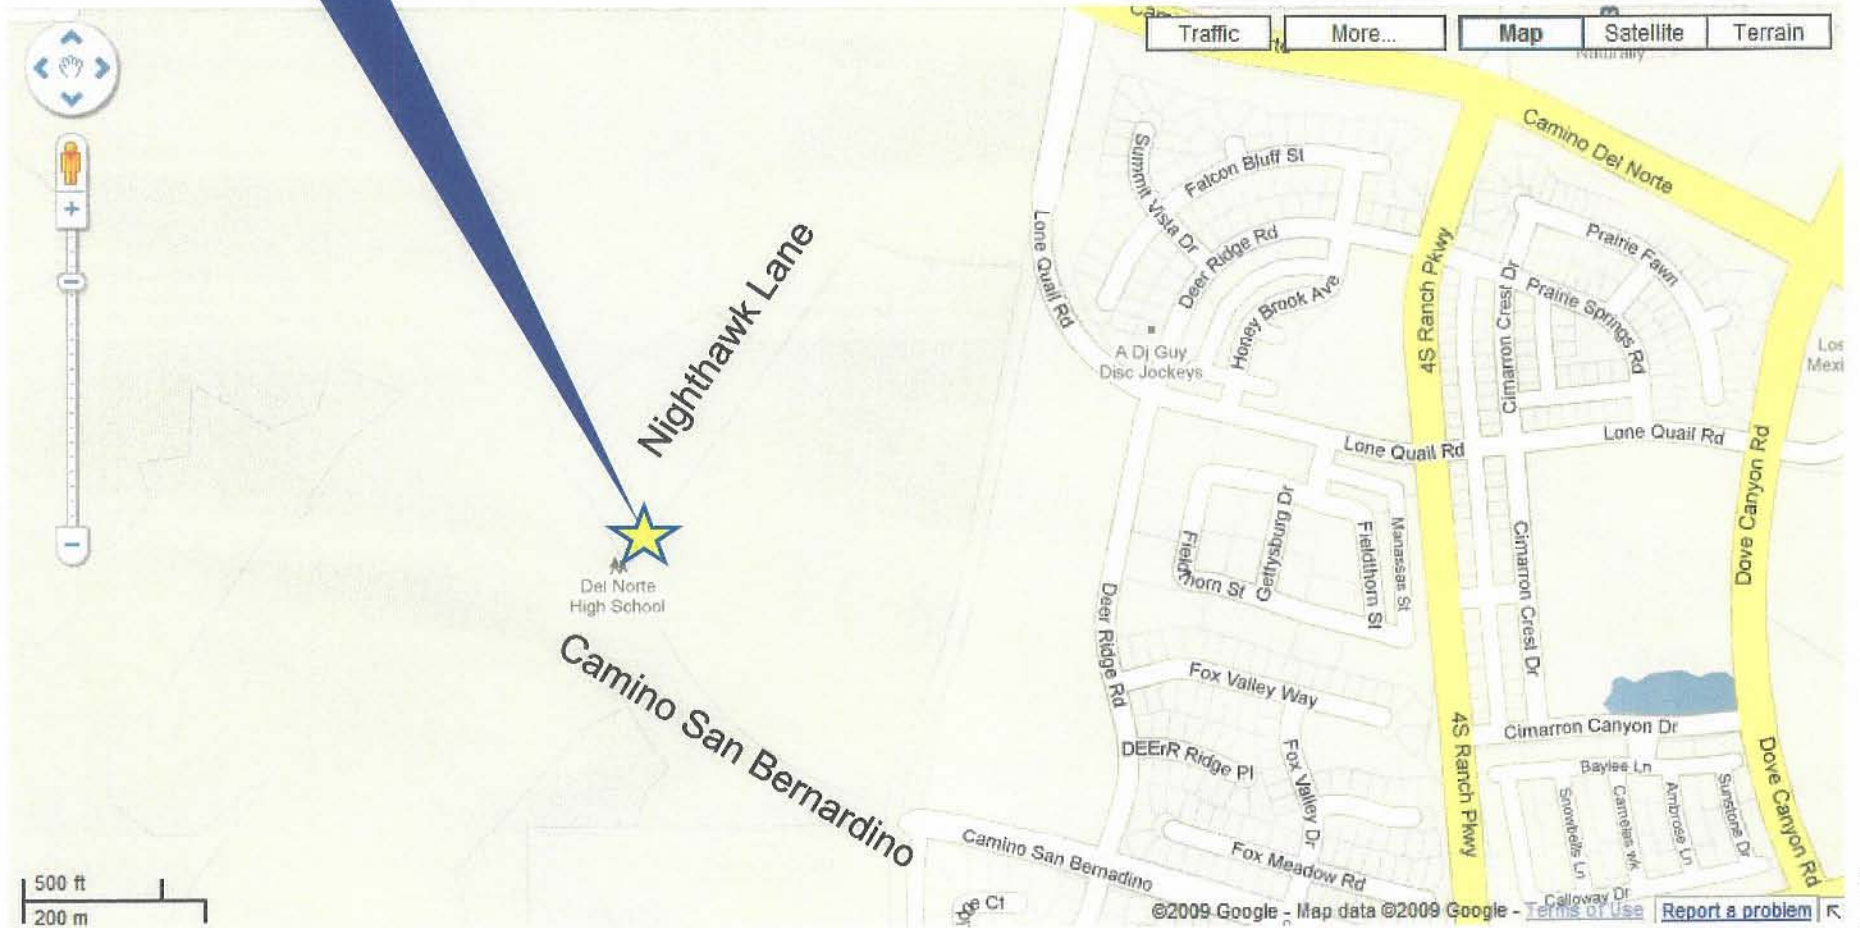 Traffic
More...
Map
Satellite
Terrain
Naturally
Camino Del Norte
Summit Vista Dr
Falcon Bluff St
Deer Ridge Rd
Honey Brook Ave
Lone Quail Rd
4S Ranch Pkwy
Prairie Fawn
Prairie Springs Rd
Cimarron Crest Dr
Nighthawk Lane
A Dj Guy
Disc Jockeys
Los
Mexi
Lone Quail Rd
Lone Quail Rd
Dove Canyon Rd
Del Norte
High School
Fieldthorn St
Gettysburg Dr
Fieldthorn St
Manassas St
Cimarron Crest Dr
Deer Ridge Rd
Camino San Bernardino
Fox Valley Way
DEErR Ridge Pl
Fox Valley Dr
4S Ranch Pkwy
Cimarron Canyon Dr
Baylee Ln
Snowbells Ln
Camelas Wk
Ambrose Ln
Sunstone Dr
Dove Canyon Rd
Camino San Bernadino
Fox Meadow Rd
Calloway Dr
Ct
500 ft
200 m
©2009 Google - Map data ©2009 Google - Terms of Use
Report a problem